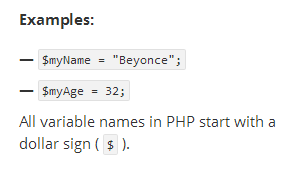 Examples:
— $myName = "Beyonce";
— $myAge = 32;
All variable names in PHP start with a
dollar sign ( $ ).